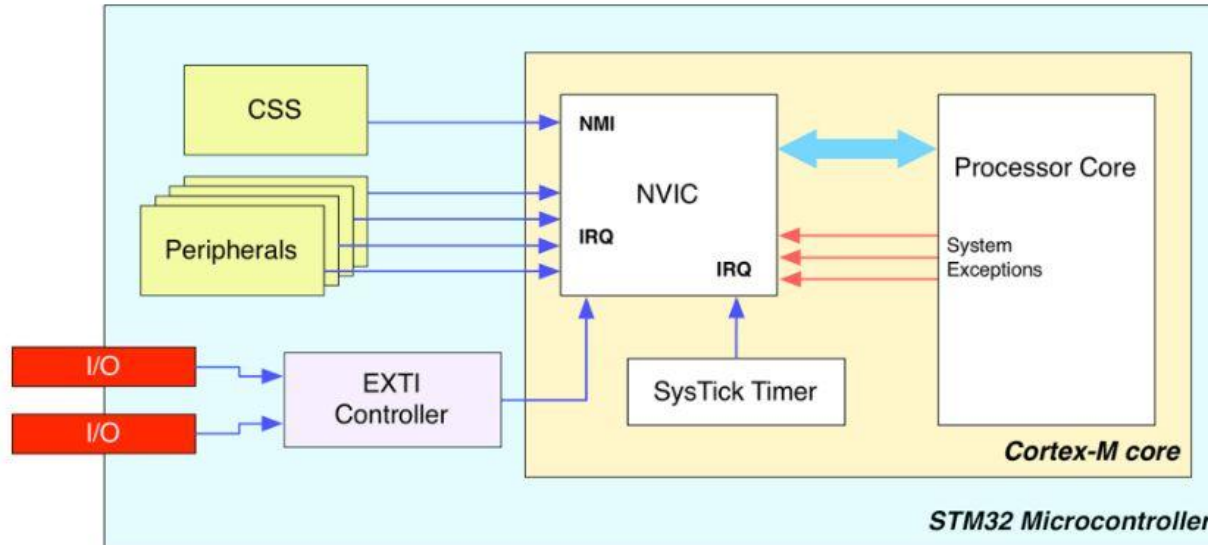 CSS
NMI
NVIC
Processor Core
Peripherals
IRQ
IRQ
System
Exceptions
I/O
EXTI
Controller
SysTick Timer
I/O
Cortex-M core
STM32 Microcontroller